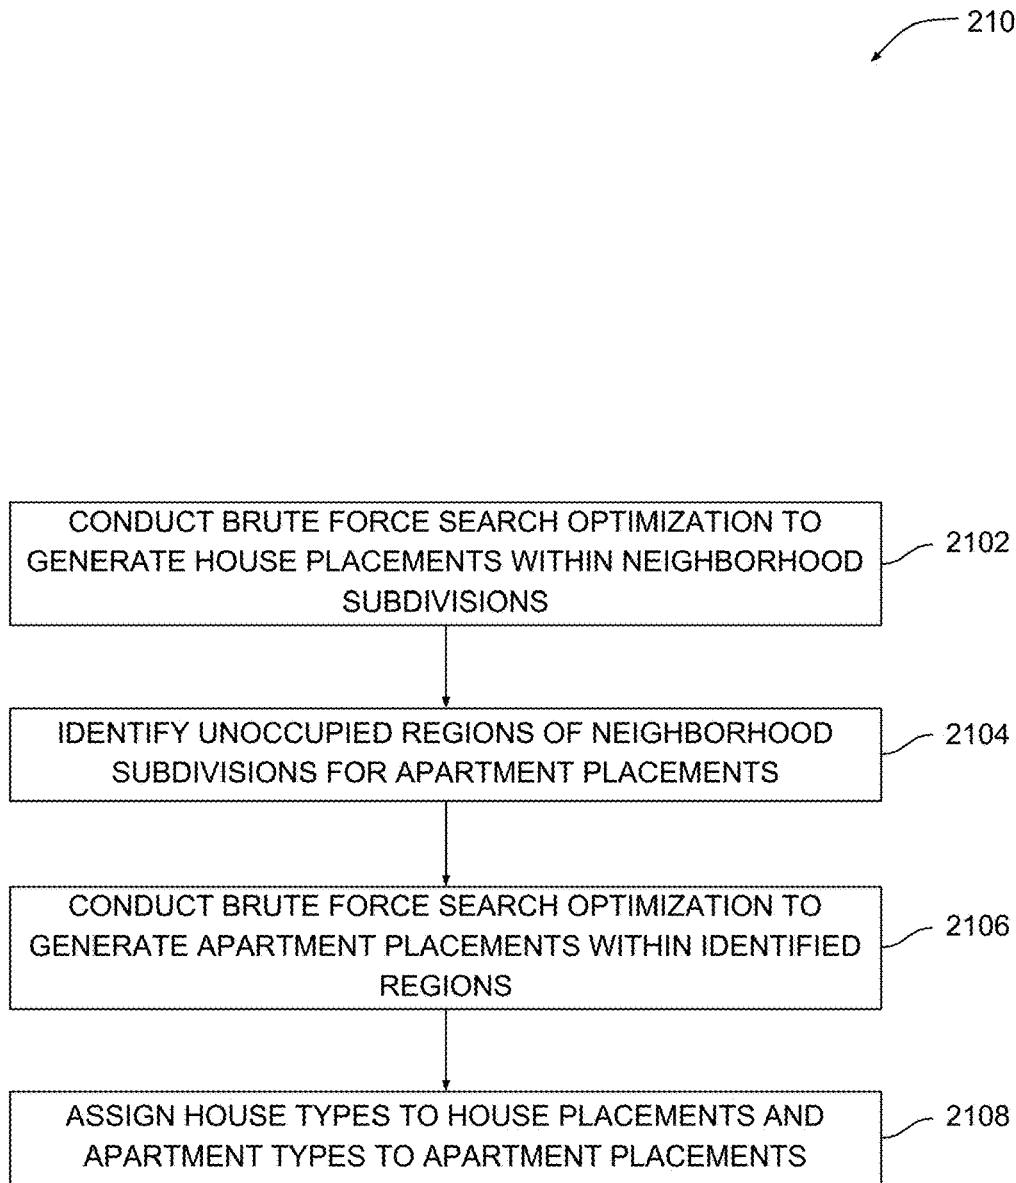 210
CONDUCT BRUTE FORCE SEARCH OPTIMIZATION TO
GENERATE HOUSE PLACEMENTS WITHIN NEIGHBORHOOD
SUBDIVISIONS
2102
IDENTIFY UNOCCUPIED REGIONS OF NEIGHBORHOOD
SUBDIVISIONS FOR APARTMENT PLACEMENTS
2104
CONDUCT BRUTE FORCE SEARCH OPTIMIZATION TO
GENERATE APARTMENT PLACEMENTS WITHIN IDENTIFIED
REGIONS
2106
ASSIGN HOUSE TYPES TO HOUSE PLACEMENTS AND
APARTMENT TYPES TO APARTMENT PLACEMENTS
2108